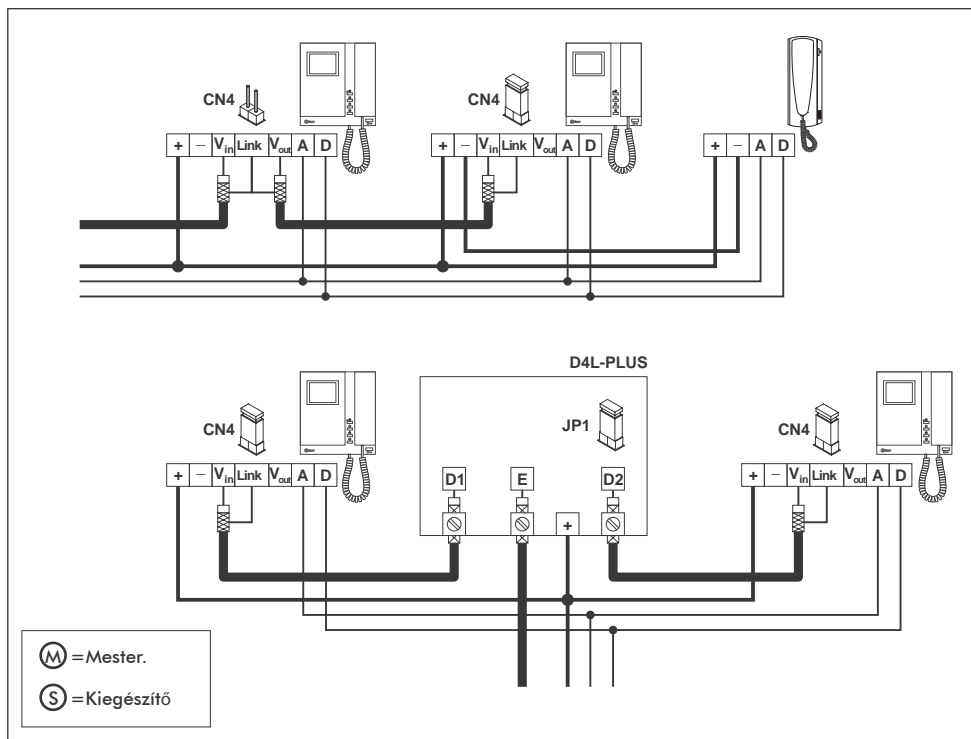 CN4
CN4
+ − Vin Link Vout A D
+ − Vin Link Vout A D
+ − A D
D4L-PLUS
CN4
JP1
CN4
+ − Vin Link Vout A D
D1 E D2
+
+ − Vin Link Vout A D
M =Mester.
S =Kiegészítő